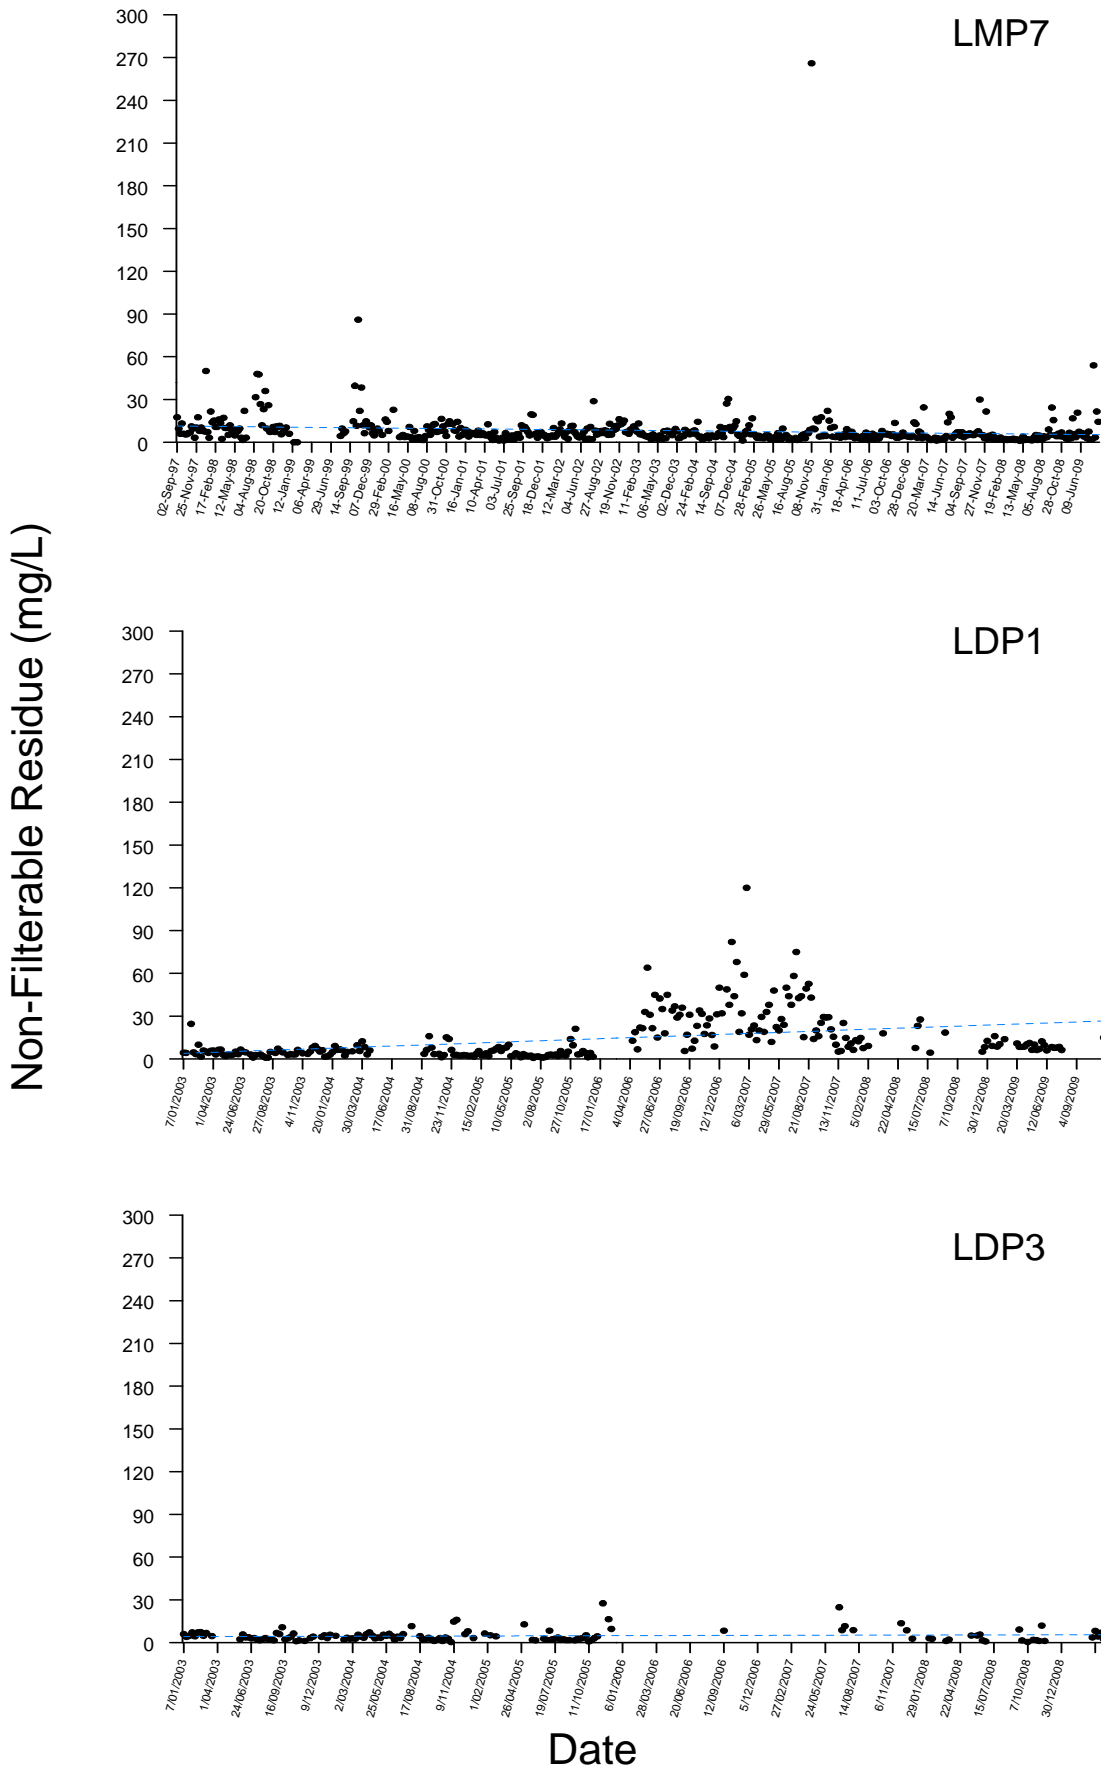 LMP7
300
270
240
210
180
150
120
90
60
30
0
02-Sep-97
25-Nov-97
17-Feb-98
12-May-98
04-Aug-98
20-Oct-98
12-Jan-99
06-Apr-99
29-Jun-99
14-Sep-99
07-Dec-99
29-Feb-00
16-May-00
08-Aug-00
31-Oct-00
16-Jan-01
10-Apr-01
03-Jul-01
25-Sep-01
18-Dec-01
12-Mar-02
04-Jun-02
27-Aug-02
19-Nov-02
11-Feb-03
06-May-03
02-Dec-03
24-Feb-04
14-Sep-04
07-Dec-04
28-Feb-05
26-May-05
16-Aug-05
08-Nov-05
31-Jan-06
18-Apr-06
11-Jul-06
03-Oct-06
28-Dec-06
20-Mar-07
14-Jun-07
04-Sep-07
27-Nov-07
19-Feb-08
13-May-08
05-Aug-08
28-Oct-08
09-Jun-09
Non-Filterable Residue (mg/L)
LDP1
300
270
240
210
180
150
120
90
60
30
0
7/01/2003
1/04/2003
24/06/2003
27/08/2003
4/11/2003
20/01/2004
30/03/2004
17/06/2004
31/08/2004
23/11/2004
15/02/2005
10/05/2005
2/08/2005
27/10/2005
17/01/2006
4/04/2006
27/06/2006
19/09/2006
12/12/2006
6/03/2007
29/05/2007
21/08/2007
13/11/2007
5/02/2008
22/04/2008
15/07/2008
7/10/2008
30/12/2008
20/03/2009
12/06/2009
4/09/2009
LDP3
300
270
240
210
180
150
120
90
60
30
0
7/01/2003
1/04/2003
24/06/2003
16/09/2003
9/12/2003
2/03/2004
25/05/2004
17/08/2004
9/11/2004
1/02/2005
26/04/2005
19/07/2005
11/10/2005
6/01/2006
28/03/2006
20/06/2006
12/09/2006
5/12/2006
27/02/2007
24/05/2007
14/08/2007
6/11/2007
29/01/2008
22/04/2008
15/07/2008
7/10/2008
30/12/2008
Date